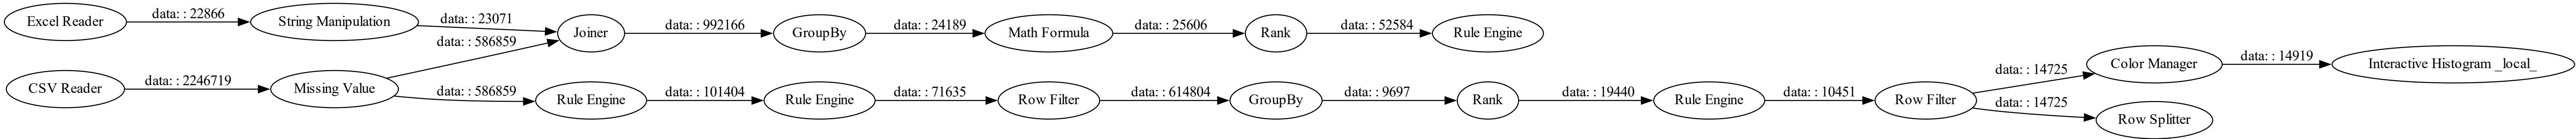 Excel Reader
data: : 22866
String Manipulation
data: : 23071
data: : 586859
Joiner
data: : 992166
GroupBy
data: : 24189
Math Formula
data: : 25606
Rank
data: : 52584
Rule Engine
CSV Reader
data: : 2246719
Missing Value
data: : 586859
Rule Engine
data: : 101404
Rule Engine
data: : 71635
Row Filter
data: : 614804
GroupBy
data: : 9697
Rank
data: : 19440
Rule Engine
data: : 10451
Row Filter
data: : 14725
Color Manager
data: : 14919
Interactive Histogram _local_
data: : 14725
Row Splitter